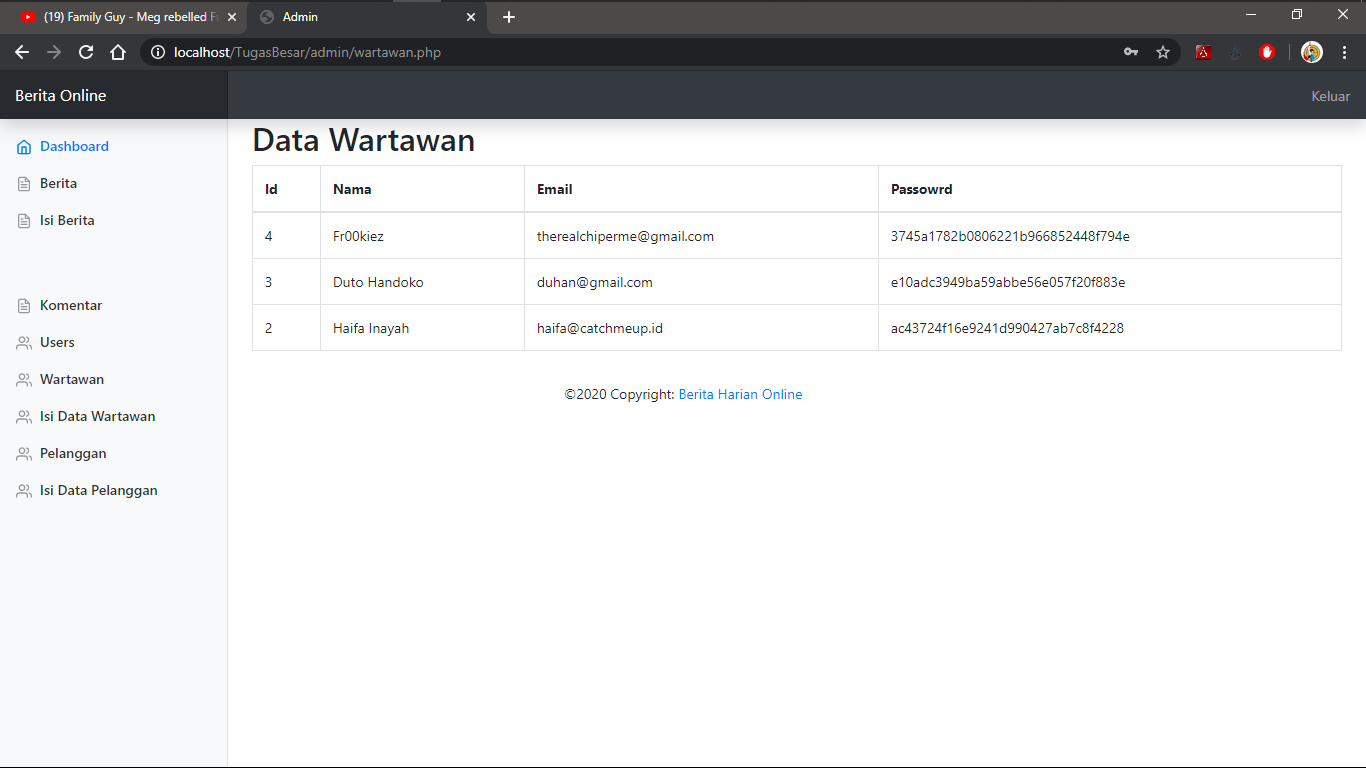 (19) Family Guy - Meg rebelled F
Admin
localhost/TugasBesar/admin/wartawan.php
Berita Online
Keluar
Dashboard
Berita
Isi Berita
Komentar
Users
Wartawan
Isi Data Wartawan
Pelanggan
Isi Data Pelanggan
Data Wartawan
Id Nama Email Passowrd
4 Fr00kiez therealchiperme@gmail.com 3745a1782b0806221b966852448f794e
3 Duto Handoko duhan@gmail.com e10adc3949ba59abbe56e057f20f883e
2 Haifa Inayah haifa@catchmeup.id ac43724f16e9241d990427ab7c8f4228
©2020 Copyright: Berita Harian Online